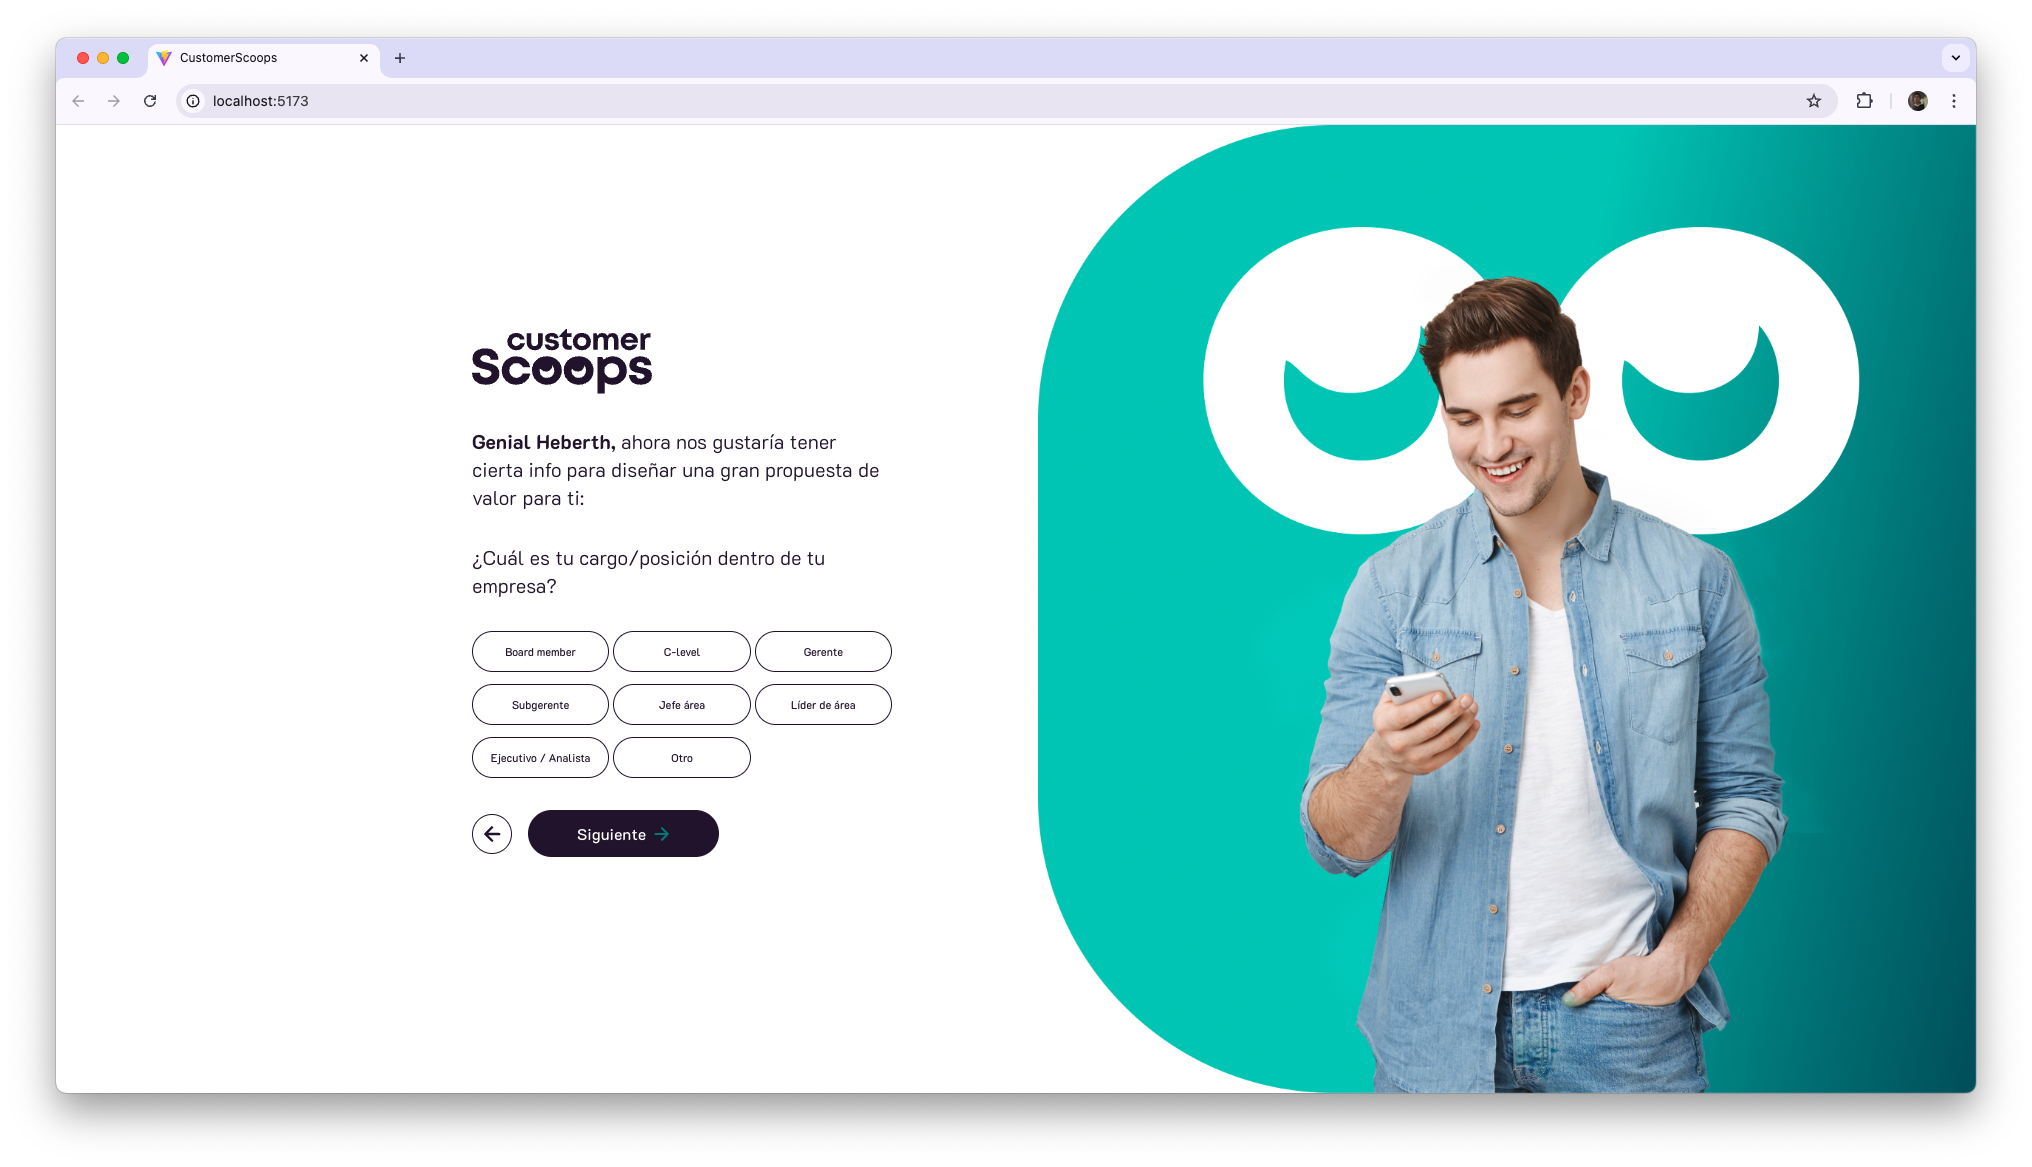 CustomerScoops
localhost:5173
customer
Scoops
Genial Heberth, ahora nos gustaría tener
cierta info para diseñar una gran propuesta de
valor para ti:
¿Cuál es tu cargo/posición dentro de tu
empresa?
Board member
C-level
Gerente
Subgerente
Jefe área
Líder de área
Ejecutivo / Analista
Otro
Siguiente